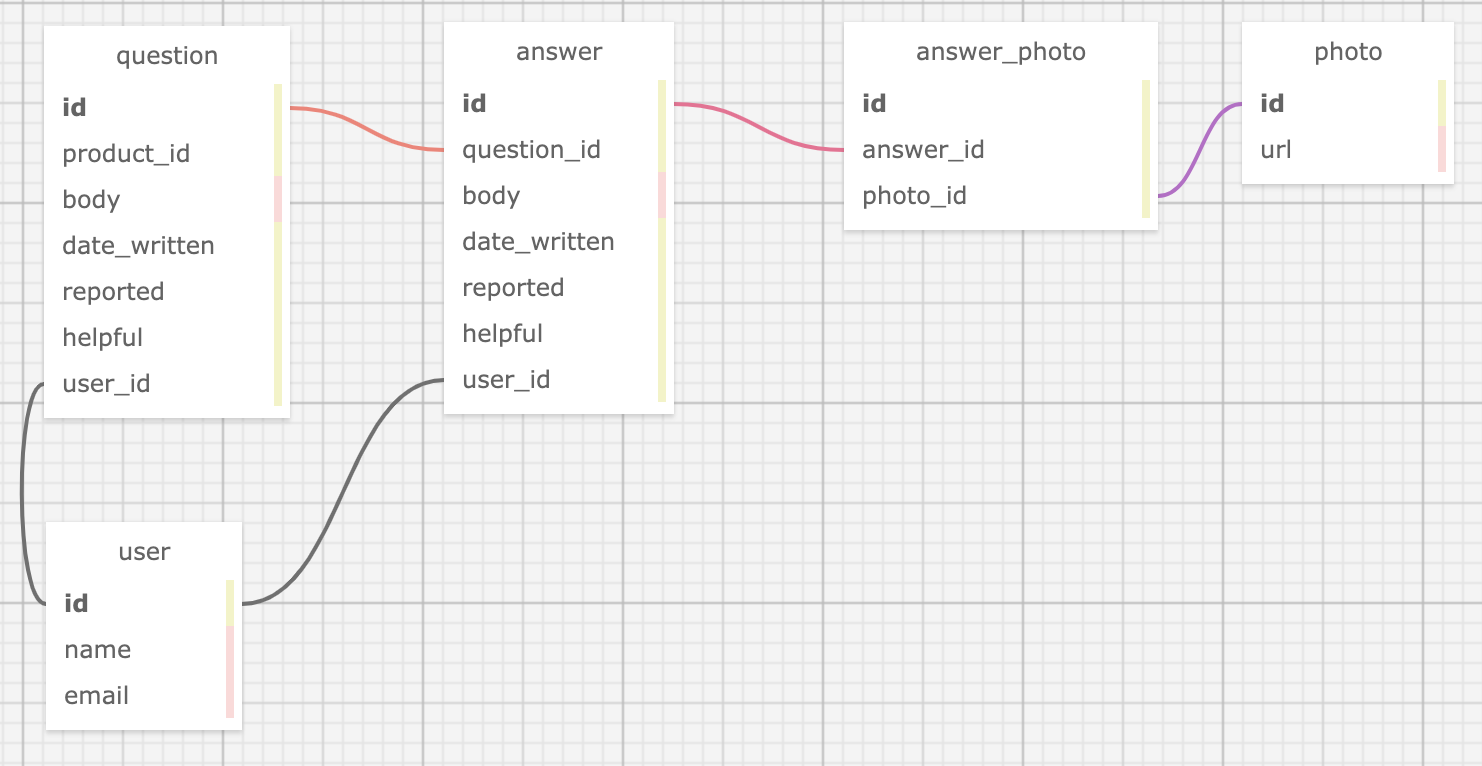 question
id
product_id
body
date_written
reported
helpful
user_id
answer
id
question_id
body
date_written
reported
helpful
user_id
answer_photo
id
answer_id
photo_id
photo
id
url
user
id
name
email